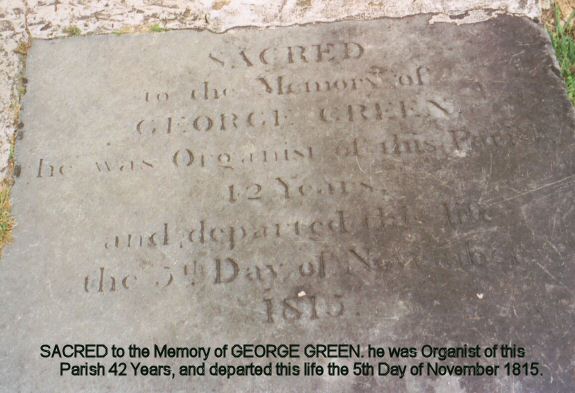 SACRED
to the Memory of
GEORGE GREEN.
he was Organist of this Parish
42 Years,
and departed this life
the 5th Day of November
1815
SACRED to the Memory of GEORGE GREEN. he was Organist of this
Parish 42 Years, and departed this life the 5th Day of November 1815.